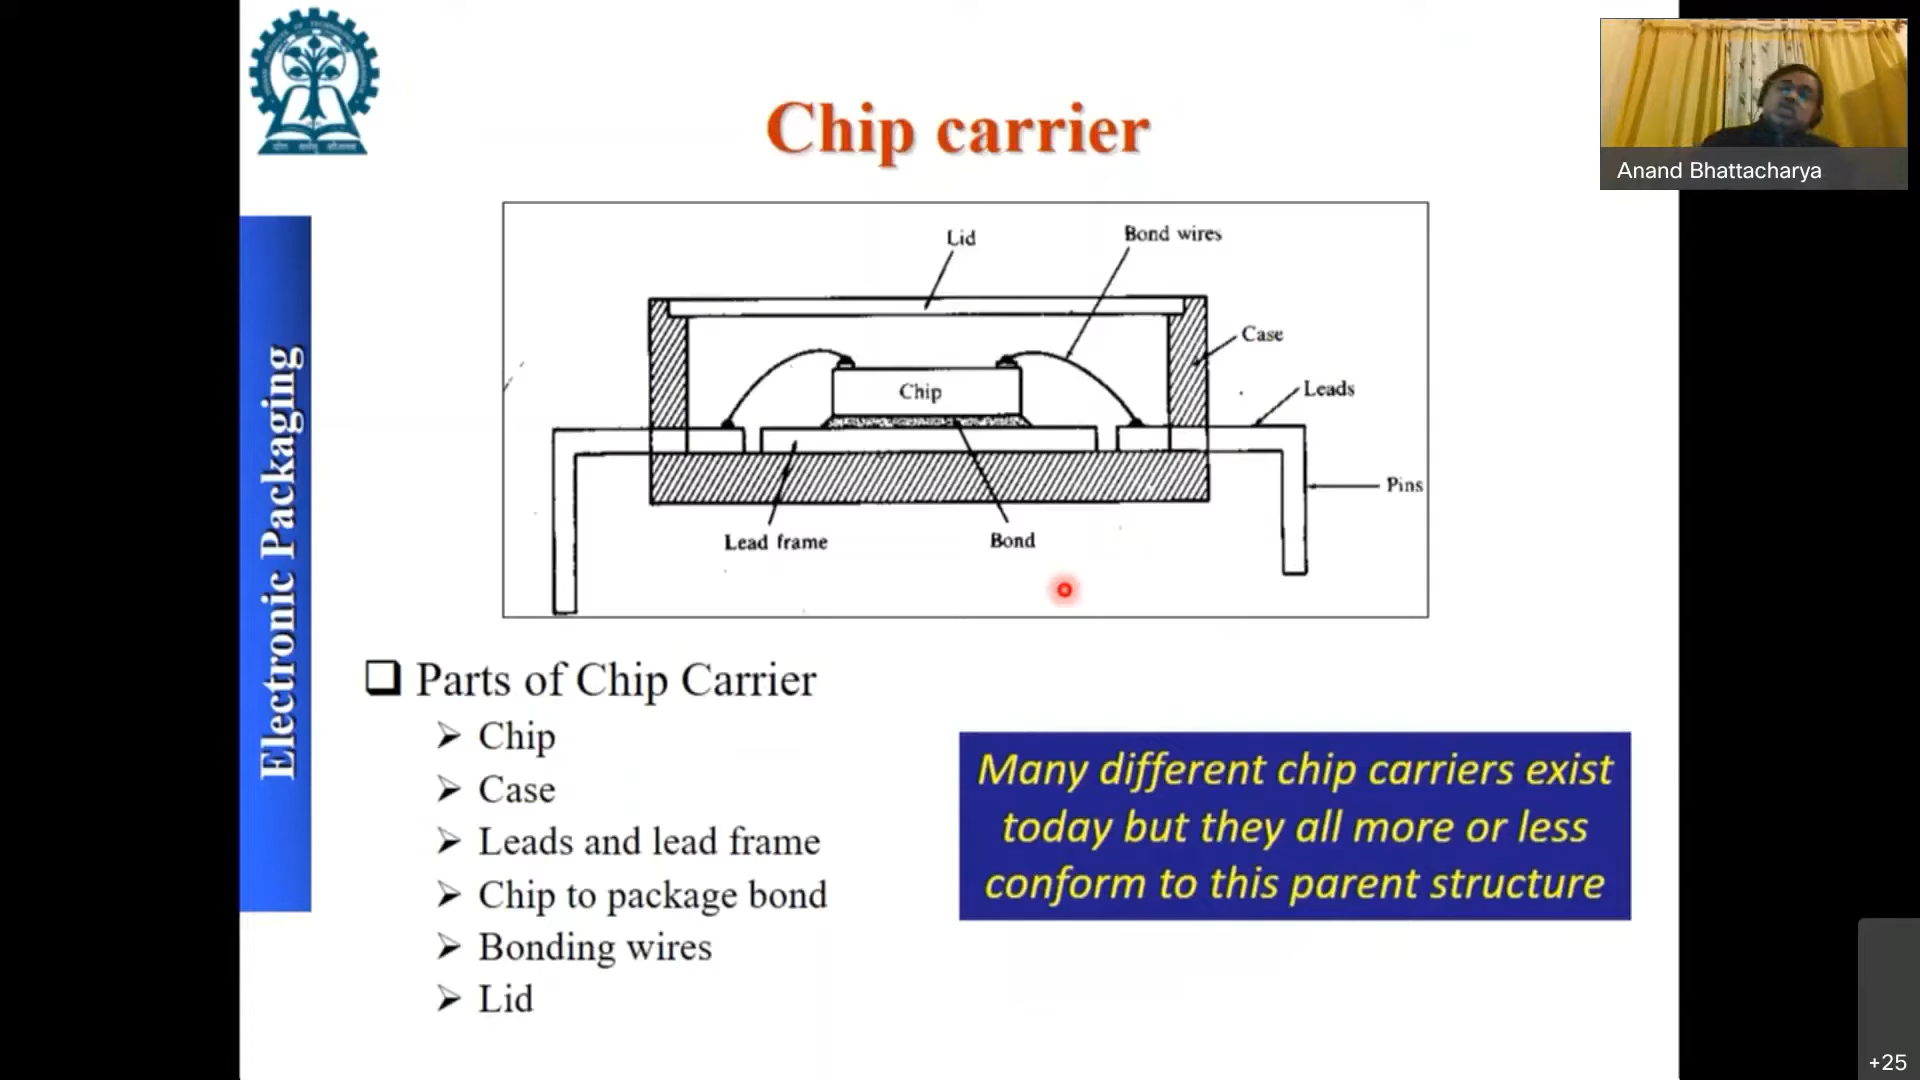 Chip carrier
Anand Bhattacharya
Electronic Packaging
Lid
Bond wires
Case
Chip
Leads
Pins
Lead frame
Bond
Parts of Chip Carrier
Chip
Case
Leads and lead frame
Chip to package bond
Bonding wires
Lid
Many different chip carriers exist
today but they all more or less
conform to this parent structure
+25